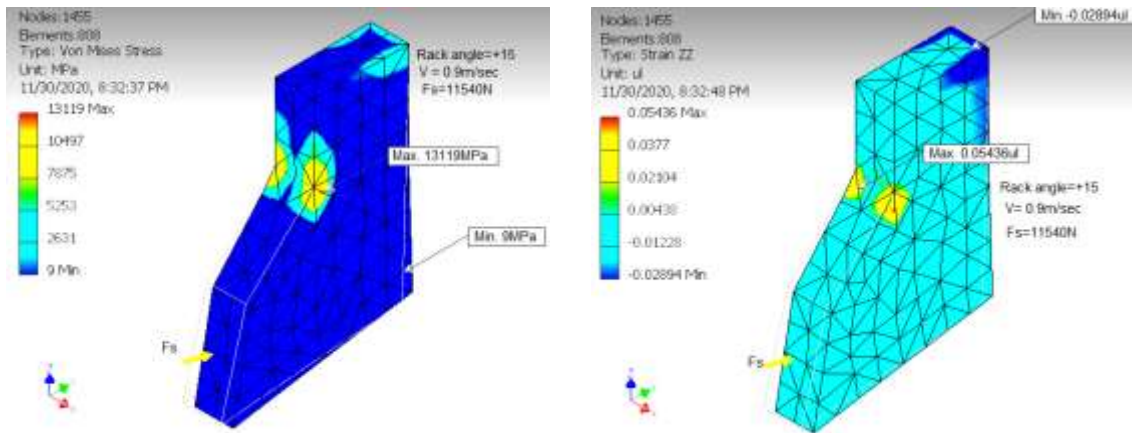 Nodes:1455
Elements:808
Type: Von Mises Stress
Unit: MPa
11/30/2020, 8:32:37 PM
13119 Max
10497
7875
5253
2631
9 Min
Rack angle=+15
V = 0.9m/sec
Fs=11540N
Max. 13119MPa
Min. 9MPa
Fs
Nodes:1455
Elements:808
Type: Strain ZZ
Unit: ul
11/30/2020, 8:32:48 PM
0.05436 Max
0.0377
0.02104
0.00438
-0.01228
-0.02894 Min
Min -0.02894ul
Max 0.05436ul
Rack angle=+15
V= 0.9m/sec
Fs=11540N
Fs